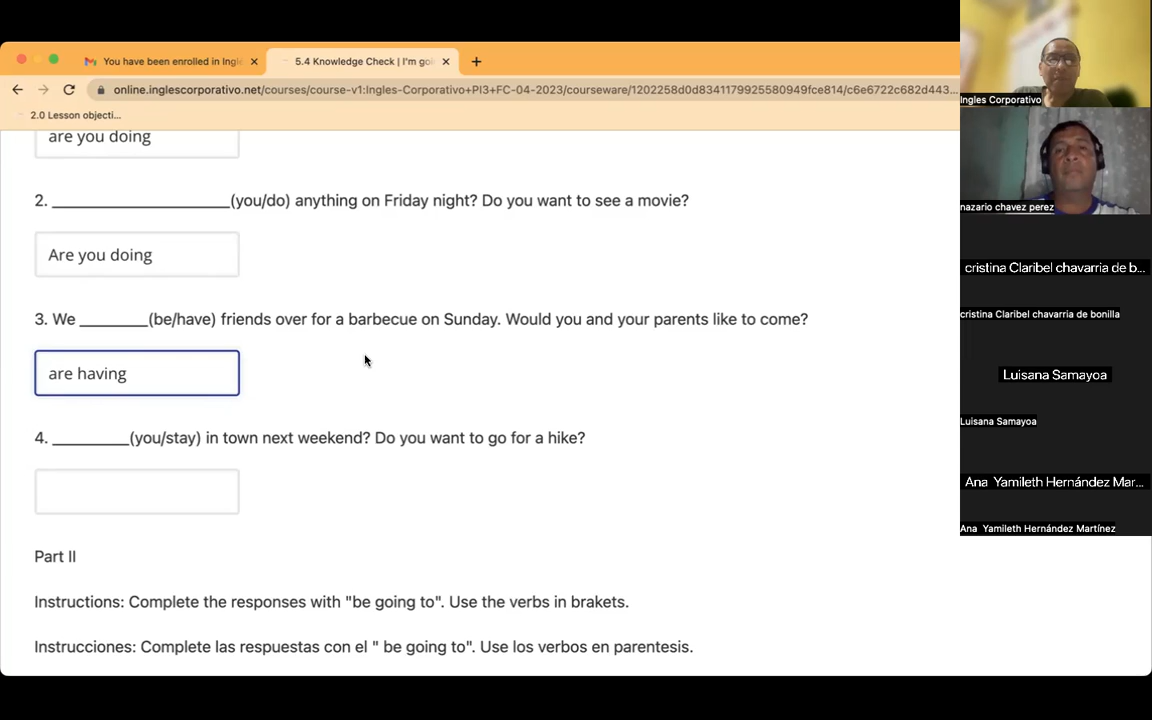 You have been enrolled in Ingle
5.4 Knowledge Check | I'm goi
online.inglescorporativo.net/courses/course-v1:Ingles-Corporativo+PI3+FC-04-2023/courseware/1202258d0d8341179925580949fce814/c6e6722c682d443...
2.0 Lesson objecti...
are you doing
2. ____________________(you/do) anything on Friday night? Do you want to see a movie?
Are you doing
3. We ________(be/have) friends over for a barbecue on Sunday. Would you and your parents like to come?
are having
4. _________(you/stay) in town next weekend? Do you want to go for a hike?
Part II
Instructions: Complete the responses with "be going to". Use the verbs in brakets.
Instrucciones: Complete las respuestas con el " be going to". Use los verbos en parentesis.
Ingles Corporativo
nazario chavez perez
cristina Claribel chavarria de b...
cristina Claribel chavarria de bonilla
Luisana Samayoa
Luisana Samayoa
Ana Yamileth Hernández Mar...
Ana Yamileth Hernández Martínez